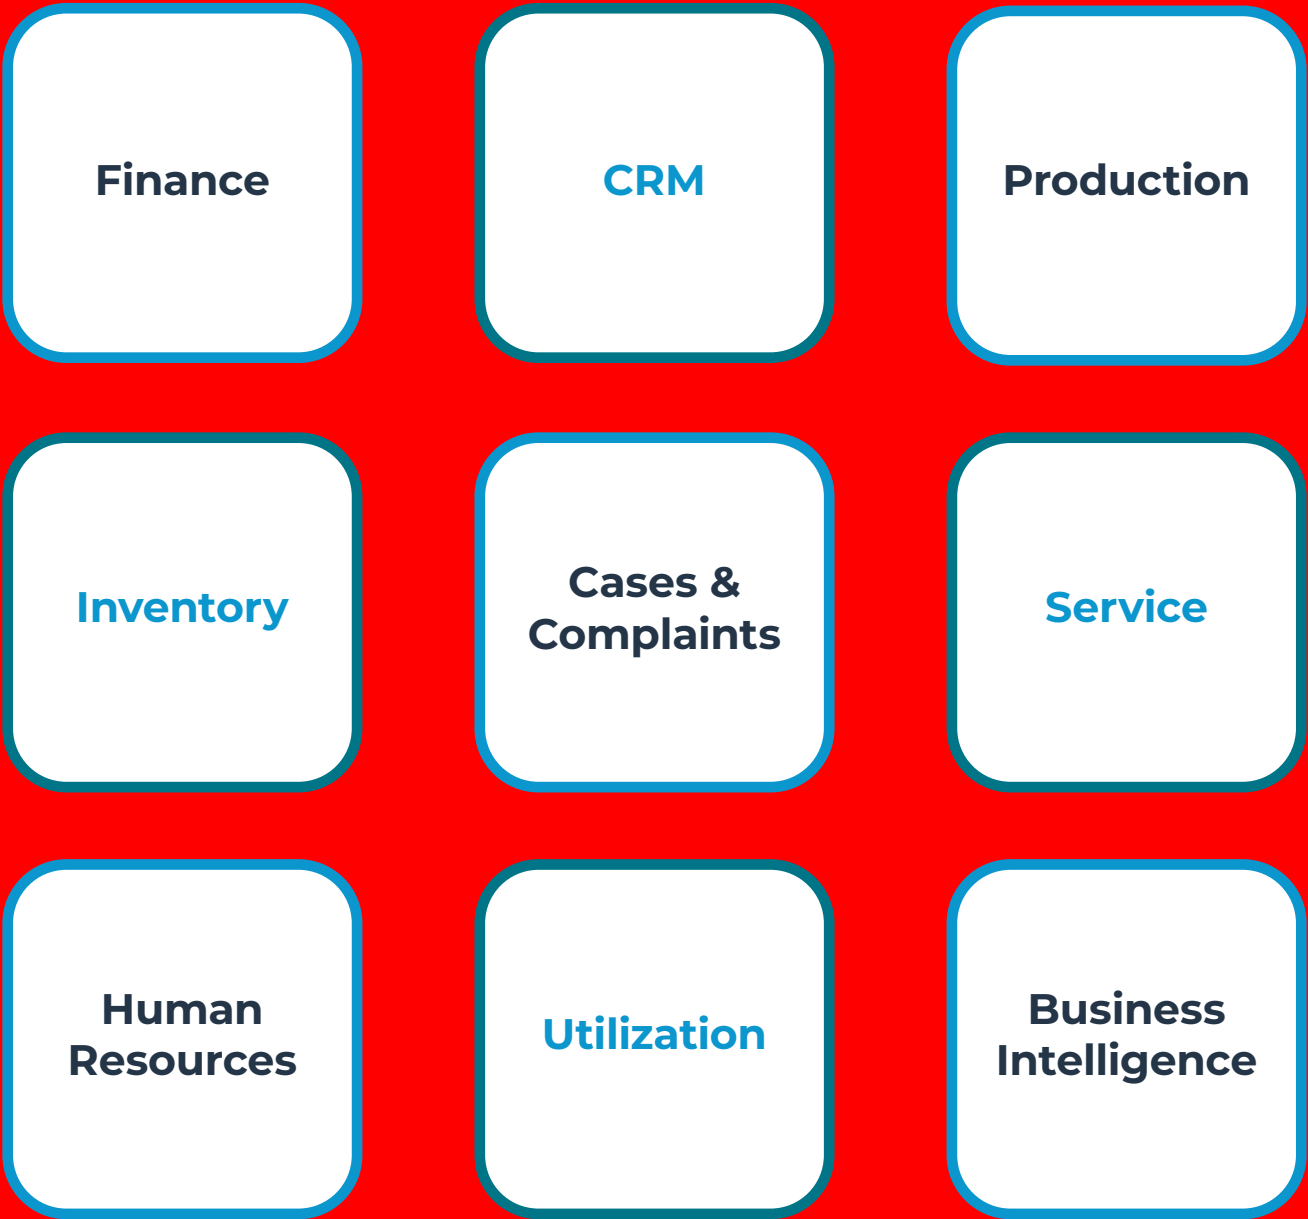 Finance
CRM
Production
Inventory
Cases &
Complaints
Service
Human
Resources
Utilization
Business
Intelligence